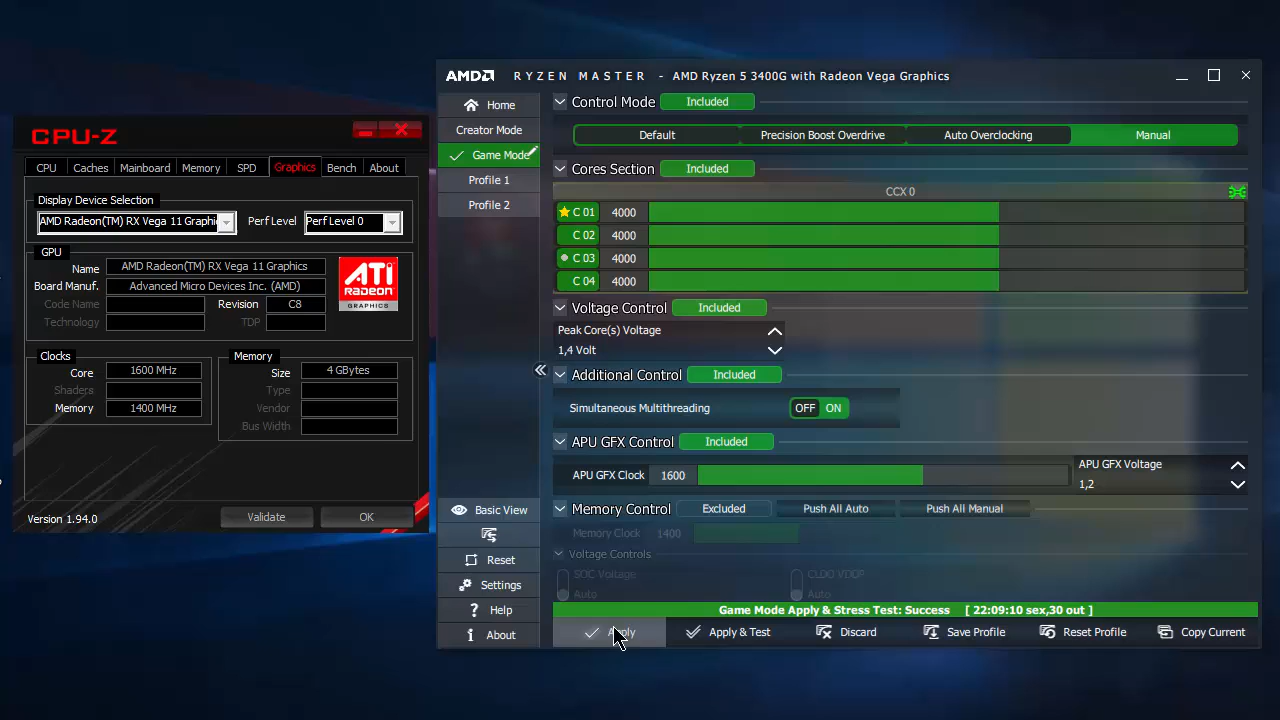 CPU-Z
CPU Caches Mainboard Memory SPD Graphics Bench About
Display Device Selection
AMD Radeon(TM) RX Vega 11 Graphi Perf Level Perf Level 0
GPU
Name AMD Radeon(TM) RX Vega 11 Graphics
Board Manuf. Advanced Micro Devices Inc. (AMD)
Code Name Revision C8
Technology TDP
ATI
RADEON
GRAPHICS
Clocks
Core 1600 MHz
Shaders
Memory 1400 MHz
Memory
Size 4 GBytes
Type
Vendor
Bus Width
Version 1.94.0 Validate OK
AMD RYZEN MASTER - AMD Ryzen 5 3400G with Radeon Vega Graphics
Home
Creator Mode
Game Mode
Profile 1
Profile 2
Basic View
Reset
Settings
Help
About
Control Mode Included
Default Precision Boost Overdrive Auto Overclocking Manual
Cores Section Included
CCX 0
C 01 4000
C 02 4000
C 03 4000
C 04 4000
Voltage Control Included
Peak Core(s) Voltage
1,4 Volt
Additional Control Included
Simultaneous Multithreading OFF ON
APU GFX Control Included
APU GFX Clock 1600
APU GFX Voltage
1,2
Memory Control Excluded Push All Auto Push All Manual
Memory Clock 1400
Voltage Controls
SOC Voltage CLDO VDDP
Auto Auto
Game Mode Apply & Stress Test: Success [ 22:09:10 sex,30 out ]
Apply Apply & Test Discard Save Profile Reset Profile Copy Current